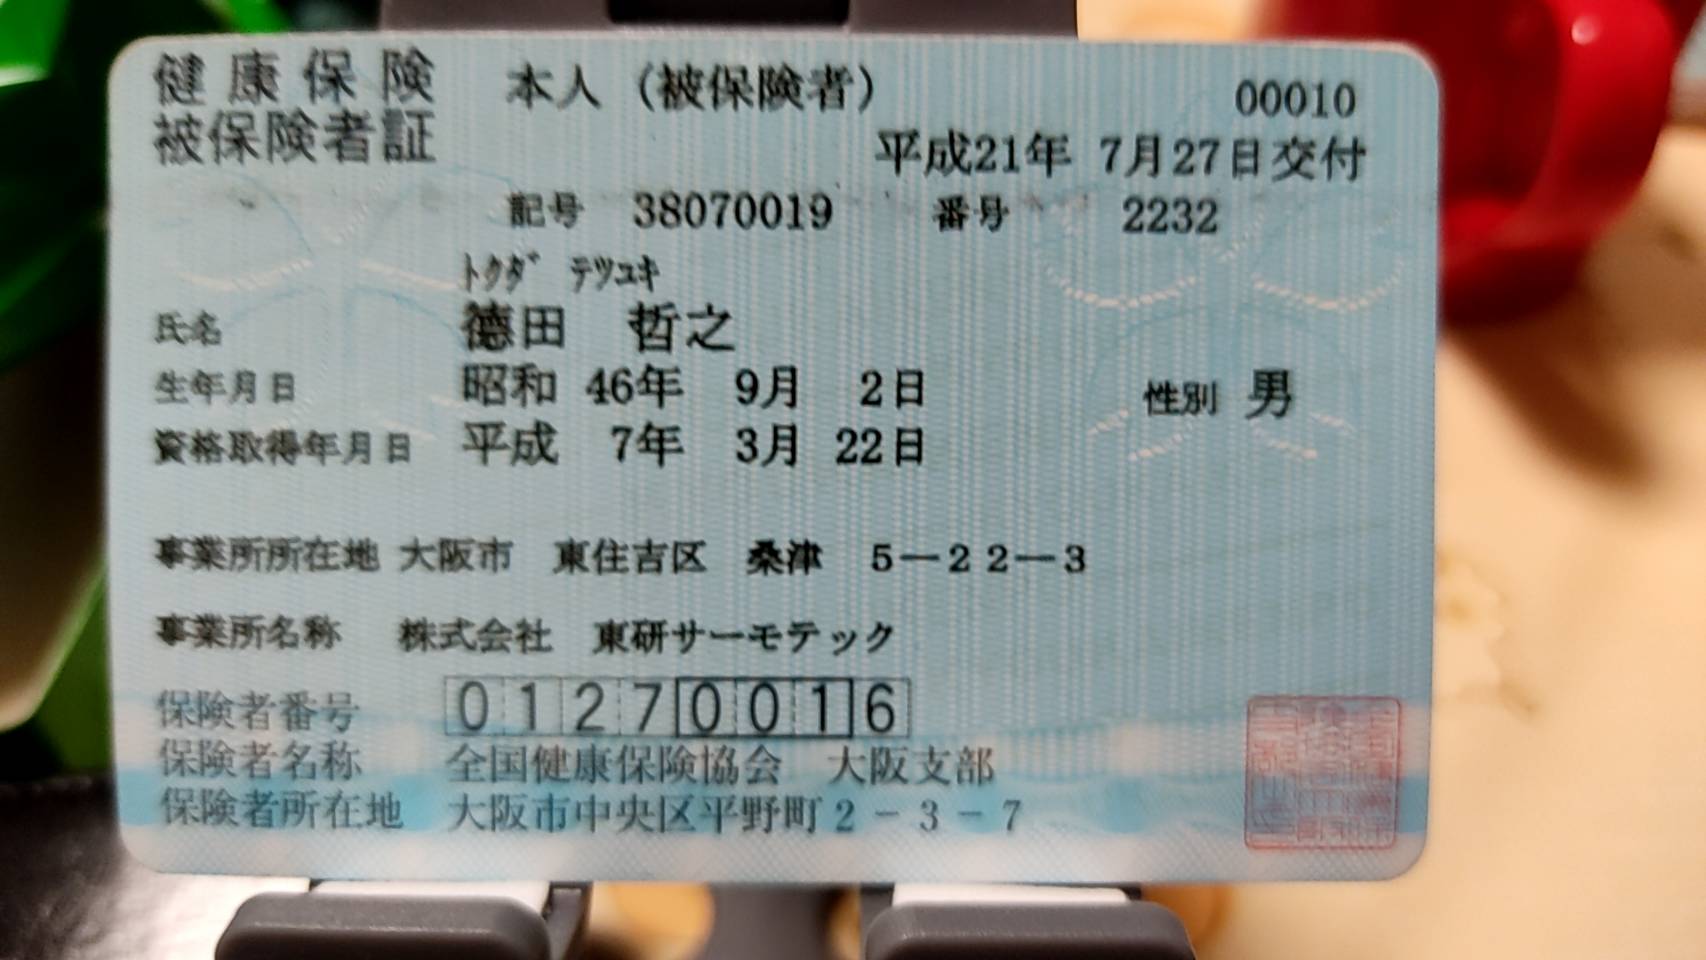 健康保険 本人（被保険者） 00010
被保険者証 平成21年 7月27日交付
記号 38070019 番号 2232
ﾄｸﾀﾞ ﾃﾂﾕｷ
氏名 德田 哲之
生年月日 昭和 46年 9月 2日 性別 男
資格取得年月日 平成 7年 3月 22日
事業所所在地 大阪市 東住吉区 桑津 5―22―3
事業所名称 株式会社 東研サーモテック
保険者番号 01270016
保険者名称 全国健康保険協会 大阪支部
保険者所在地 大阪市中央区平野町2－3－7